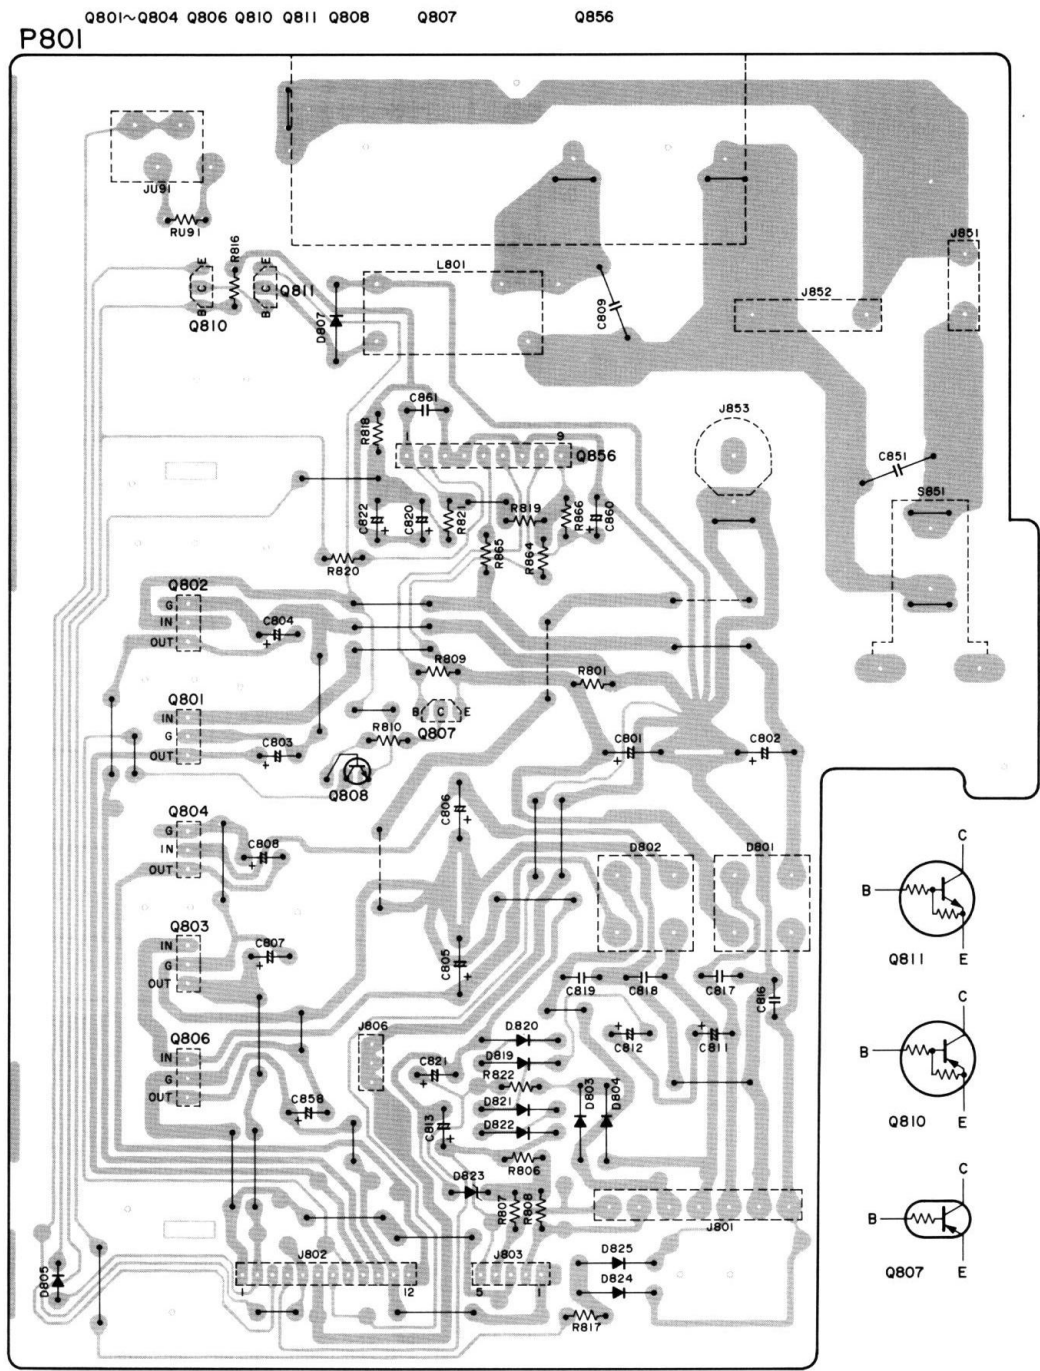 Q801~Q804 Q806 Q810 Q811 Q808 Q807 Q856
P801
JU91
RU91
R816
E
C
B
Q810
E
C
B
Q811
D807
L801
C809
J852
J851
R818
C861
1
9
Q856
J853
C851
S851
C822
+
C820
+
R821
R819
R866
C860
+
R865
R864
R820
Q802
G
IN
OUT
C804
+
R809
R801
Q801
IN
G
OUT
C803
+
R810
B
C
E
Q807
C801
+
C802
+
Q808
Q804
G
IN
OUT
C808
+
C806
+
D802
D801
C
B
Q811
E
Q803
IN
G
OUT
C807
+
C805
+
C819
C818
C817
C816
Q806
IN
G
OUT
J806
D820
D819
R822
D821
D822
C821
+
C812
+
C811
+
D803
D804
C
B
Q810
E
C858
+
C813
+
R806
D823
R807
R808
J801
C
B
Q807
E
D805
J802
1
12
J803
5
1
D825
D824
R817